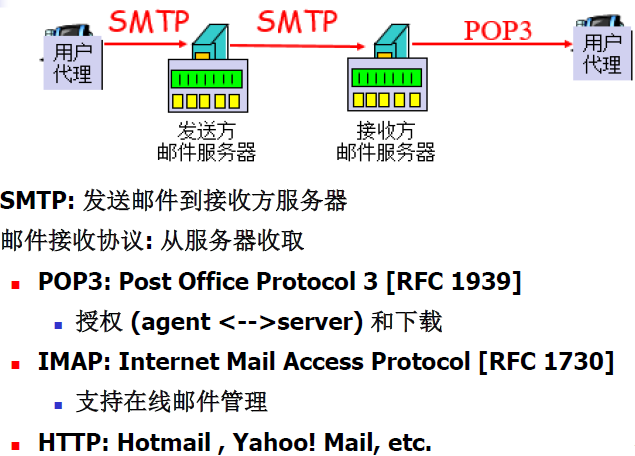 SMTP SMTP POP3
用户
代理
用户
代理
发送方
邮件服务器
接收方
邮件服务器
SMTP: 发送邮件到接收方服务器
邮件接收协议: 从服务器收取
POP3: Post Office Protocol 3 [RFC 1939]
授权 (agent <-->server) 和下载
IMAP: Internet Mail Access Protocol [RFC 1730]
支持在线邮件管理
HTTP: Hotmail , Yahoo! Mail, etc.